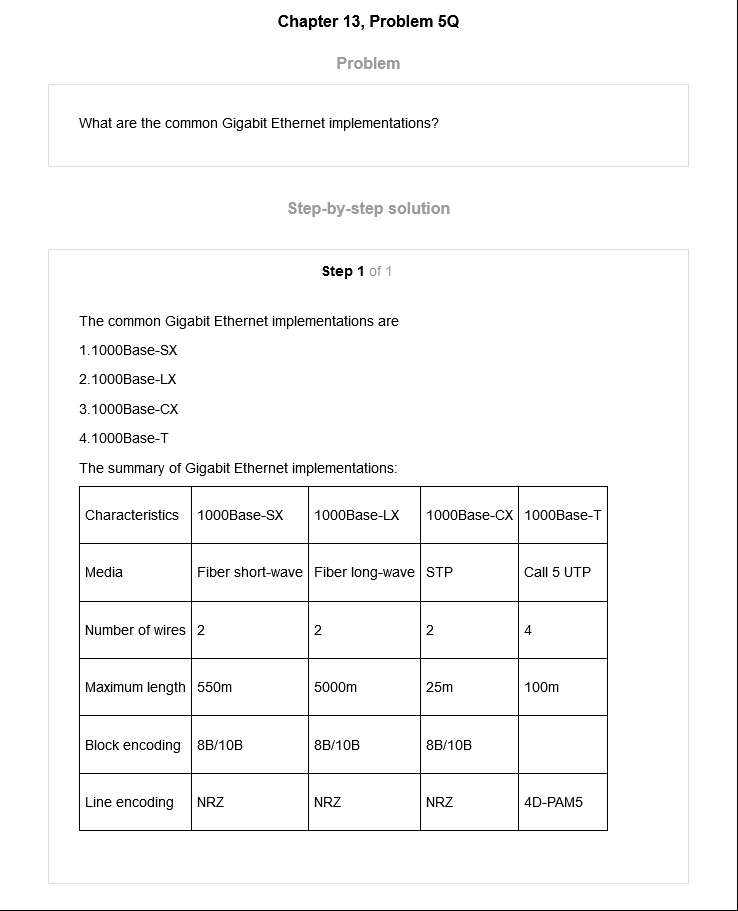 Chapter 13, Problem 5Q
Problem
What are the common Gigabit Ethernet implementations?
Step-by-step solution
Step 1 of 1
The common Gigabit Ethernet implementations are
1.1000Base-SX
2.1000Base-LX
3.1000Base-CX
4.1000Base-T
The summary of Gigabit Ethernet implementations:
Characteristics 1000Base-SX 1000Base-LX 1000Base-CX 1000Base-T
Media Fiber short-wave Fiber long-wave STP Call 5 UTP
Number of wires 2 2 2 4
Maximum length 550m 5000m 25m 100m
Block encoding 8B/10B 8B/10B 8B/10B
Line encoding NRZ NRZ NRZ 4D-PAM5